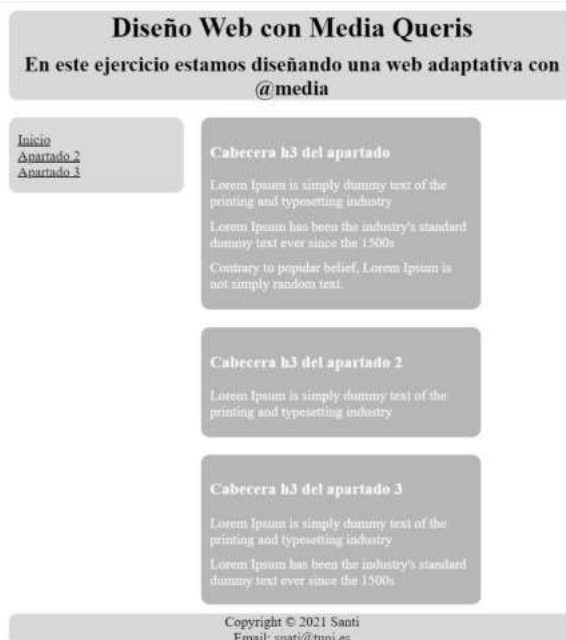 Diseño Web con Media Queris
En este ejercicio estamos diseñando una web adaptativa con
@media
Inicio
Apartado 2
Apartado 3
Cabecera h3 del apartado
Lorem Ipsum is simply dummy text of the
printing and typesetting industry
Lorem Ipsum has been the industry's standard
dummy text ever since the 1500s
Contrary to popular belief, Lorem Ipsum is
not simply random text.
Cabecera h3 del apartado 2
Lorem Ipsum is simply dummy text of the
printing and typesetting industry
Cabecera h3 del apartado 3
Lorem Ipsum is simply dummy text of the
printing and typesetting industry
Lorem Ipsum has been the industry's standard
dummy text ever since the 1500s
Copyright © 2021 Santi
Email: